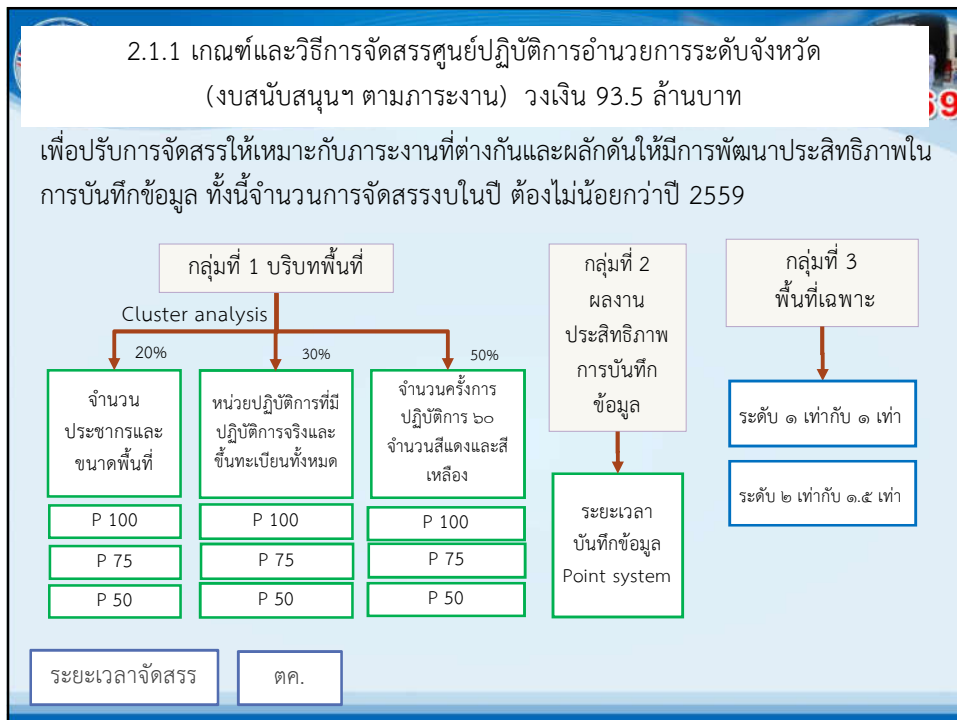 2.1.1 เกณฑ์และวิธีการจัดสรรศูนย์ปฏิบัติการอำนวยการระดับจังหวัด
(งบสนับสนุนฯ ตามภาระงาน) วงเงิน 93.5 ล้านบาท
69
เพื่อปรับการจัดสรรให้เหมาะกับภาระงานที่ต่างกันและผลักดันให้มีการพัฒนาประสิทธิภาพใน
การบันทึกข้อมูล ทั้งนี้จำนวนการจัดสรรงบในปี ต้องไม่น้อยกว่าปี 2559
กลุ่มที่ 1 บริบทพื้นที่
Cluster analysis
20%
30%
50%
จำนวน
ประชากรและ
ขนาดพื้นที่
P 100
P 75
P 50
หน่วยปฏิบัติการที่มี
ปฏิบัติการจริงและ
ขึ้นทะเบียนทั้งหมด
P 100
P 75
P 50
จำนวนครั้งการ
ปฏิบัติการ ๖๐
จำนวนสีแดงและสี
เหลือง
P 100
P 75
P 50
กลุ่มที่ 2
ผลงาน
ประสิทธิภาพ
การบันทึก
ข้อมูล
ระยะเวลา
บันทึกข้อมูล
Point system
กลุ่มที่ 3
พื้นที่เฉพาะ
ระดับ ๑ เท่ากับ ๑ เท่า
ระดับ ๒ เท่ากับ ๑.๕ เท่า
ระยะเวลาจัดสรร
ตค.